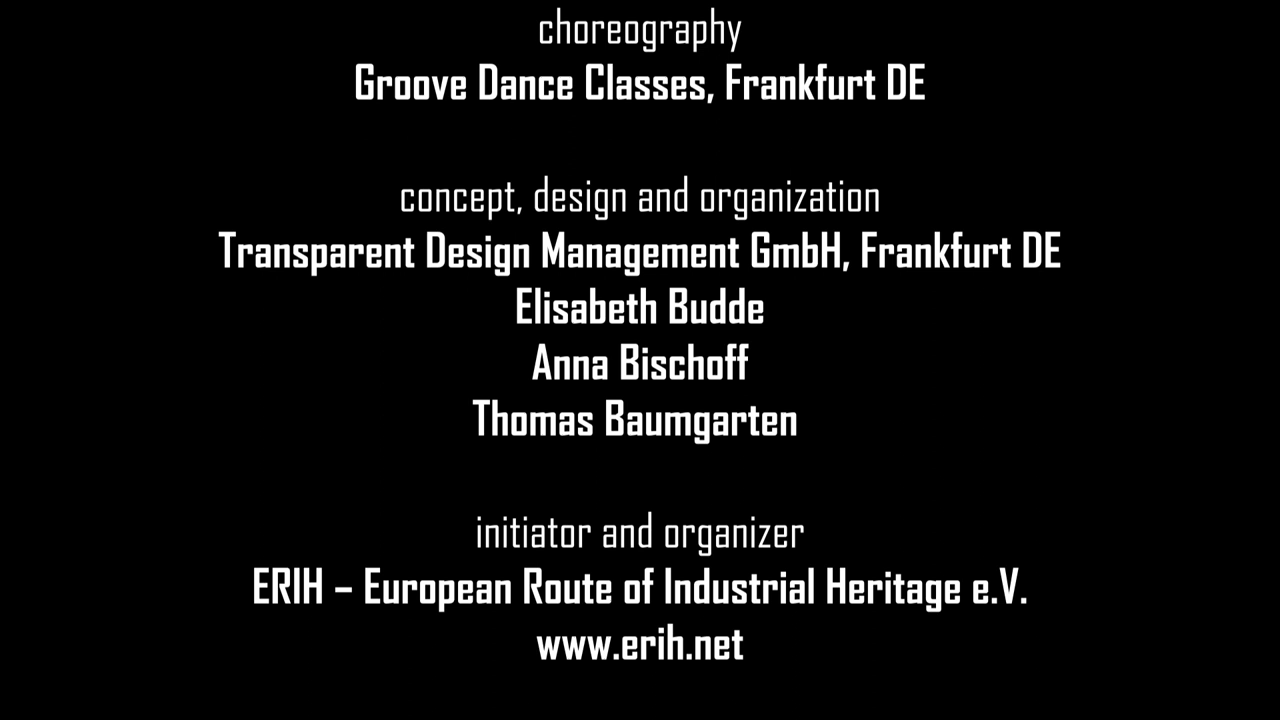 choreography
Groove Dance Classes, Frankfurt DE
concept, design and organization
Transparent Design Management GmbH, Frankfurt DE
Elisabeth Budde
Anna Bischoff
Thomas Baumgarten
initiator and organizer
ERIH – European Route of Industrial Heritage e.V.
www.erih.net